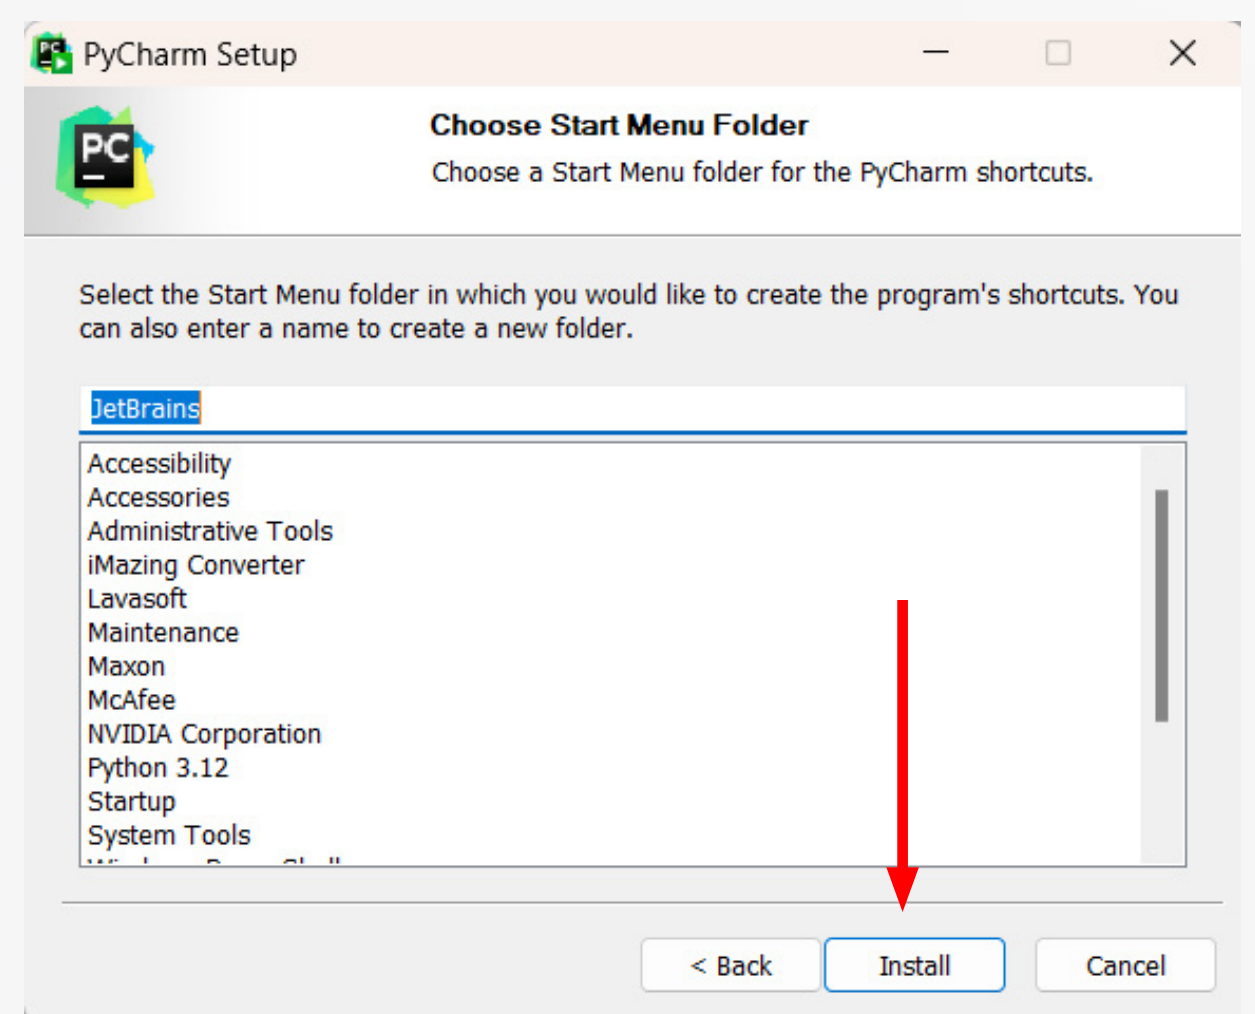 PyCharm Setup
PC
Choose Start Menu Folder
Choose a Start Menu folder for the PyCharm shortcuts.
Select the Start Menu folder in which you would like to create the program's shortcuts. You
can also enter a name to create a new folder.
JetBrains
Accessibility
Accessories
Administrative Tools
iMazing Converter
Lavasoft
Maintenance
Maxon
McAfee
NVIDIA Corporation
Python 3.12
Startup
System Tools
< Back
Install
Cancel